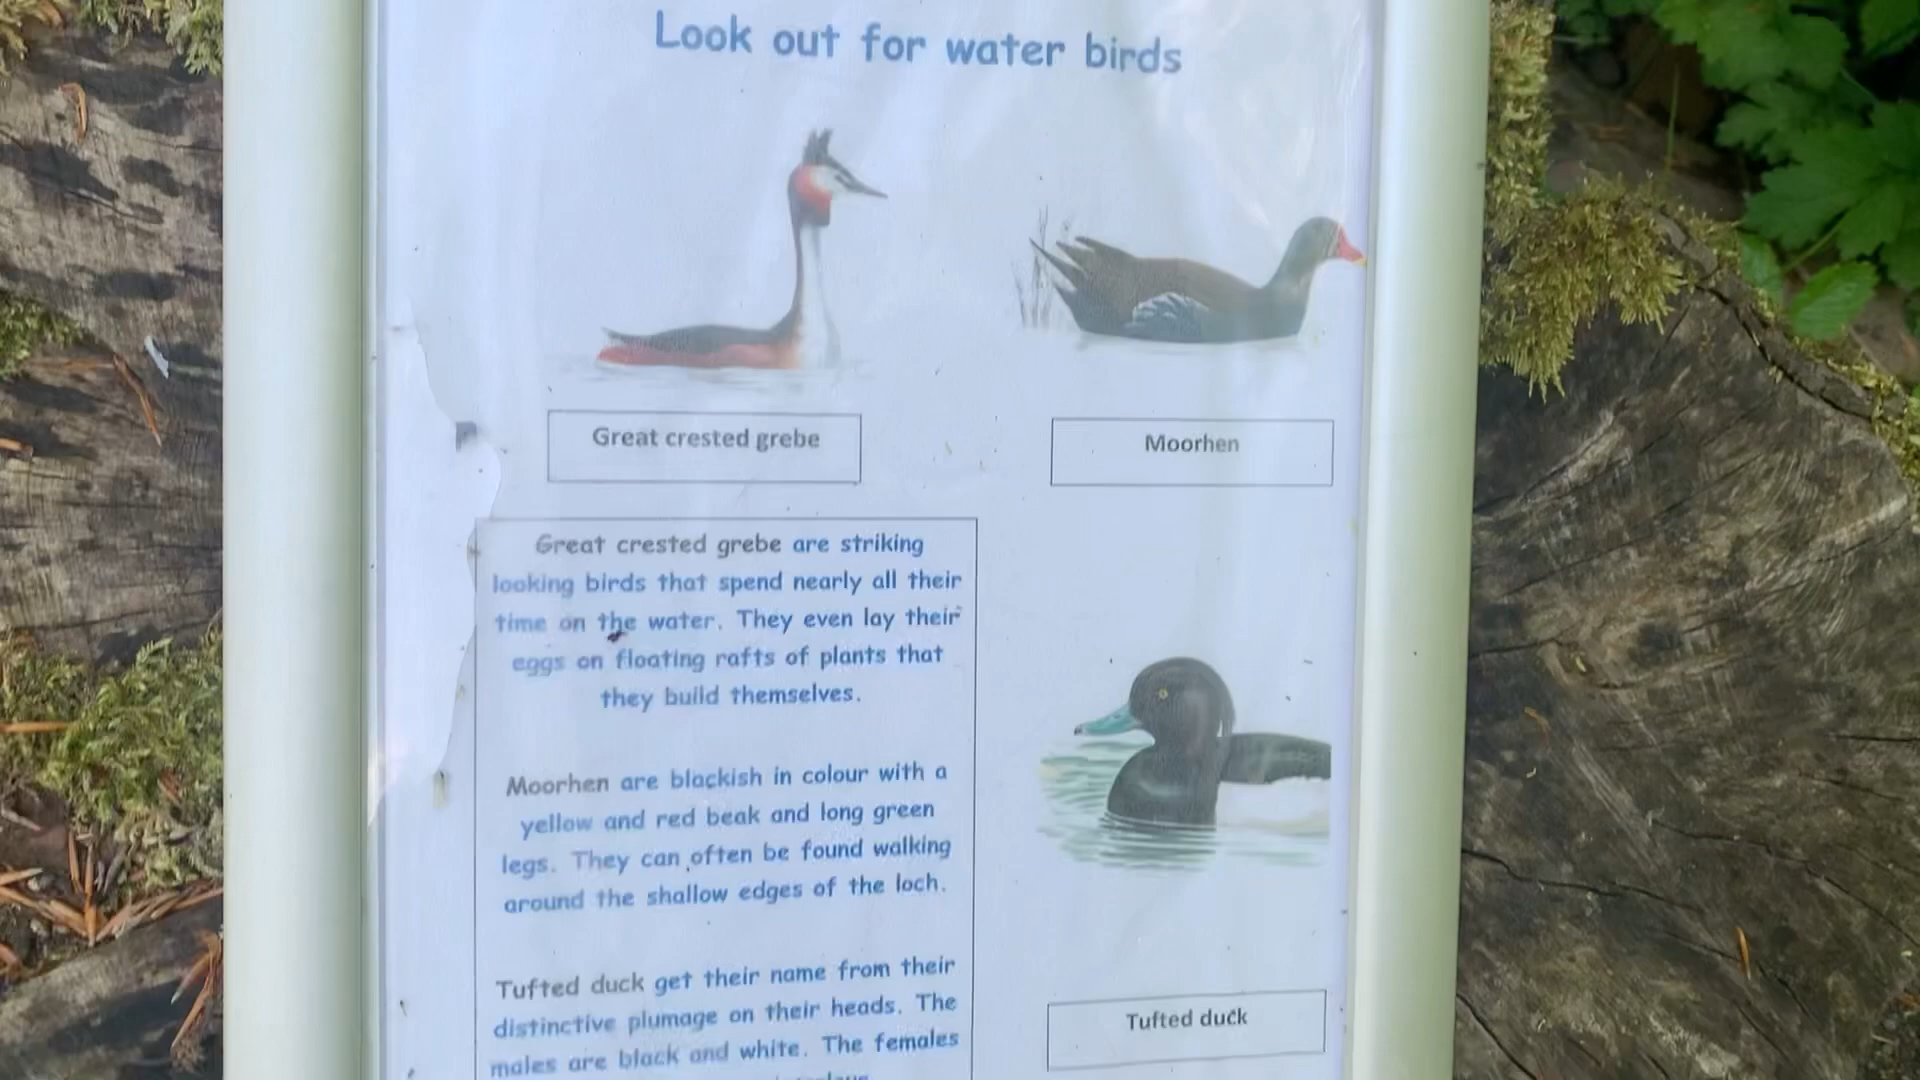 Look out for water birds
Great crested grebe
Moorhen
Great crested grebe are striking
looking birds that spend nearly all their
time on the water. They even lay their
eggs on floating rafts of plants that
they build themselves.
Moorhen are blackish in colour with a
yellow and red beak and long green
legs. They can often be found walking
around the shallow edges of the loch.
Tufted duck get their name from their
distinctive plumage on their heads. The
males are black and white. The females
Tufted duck